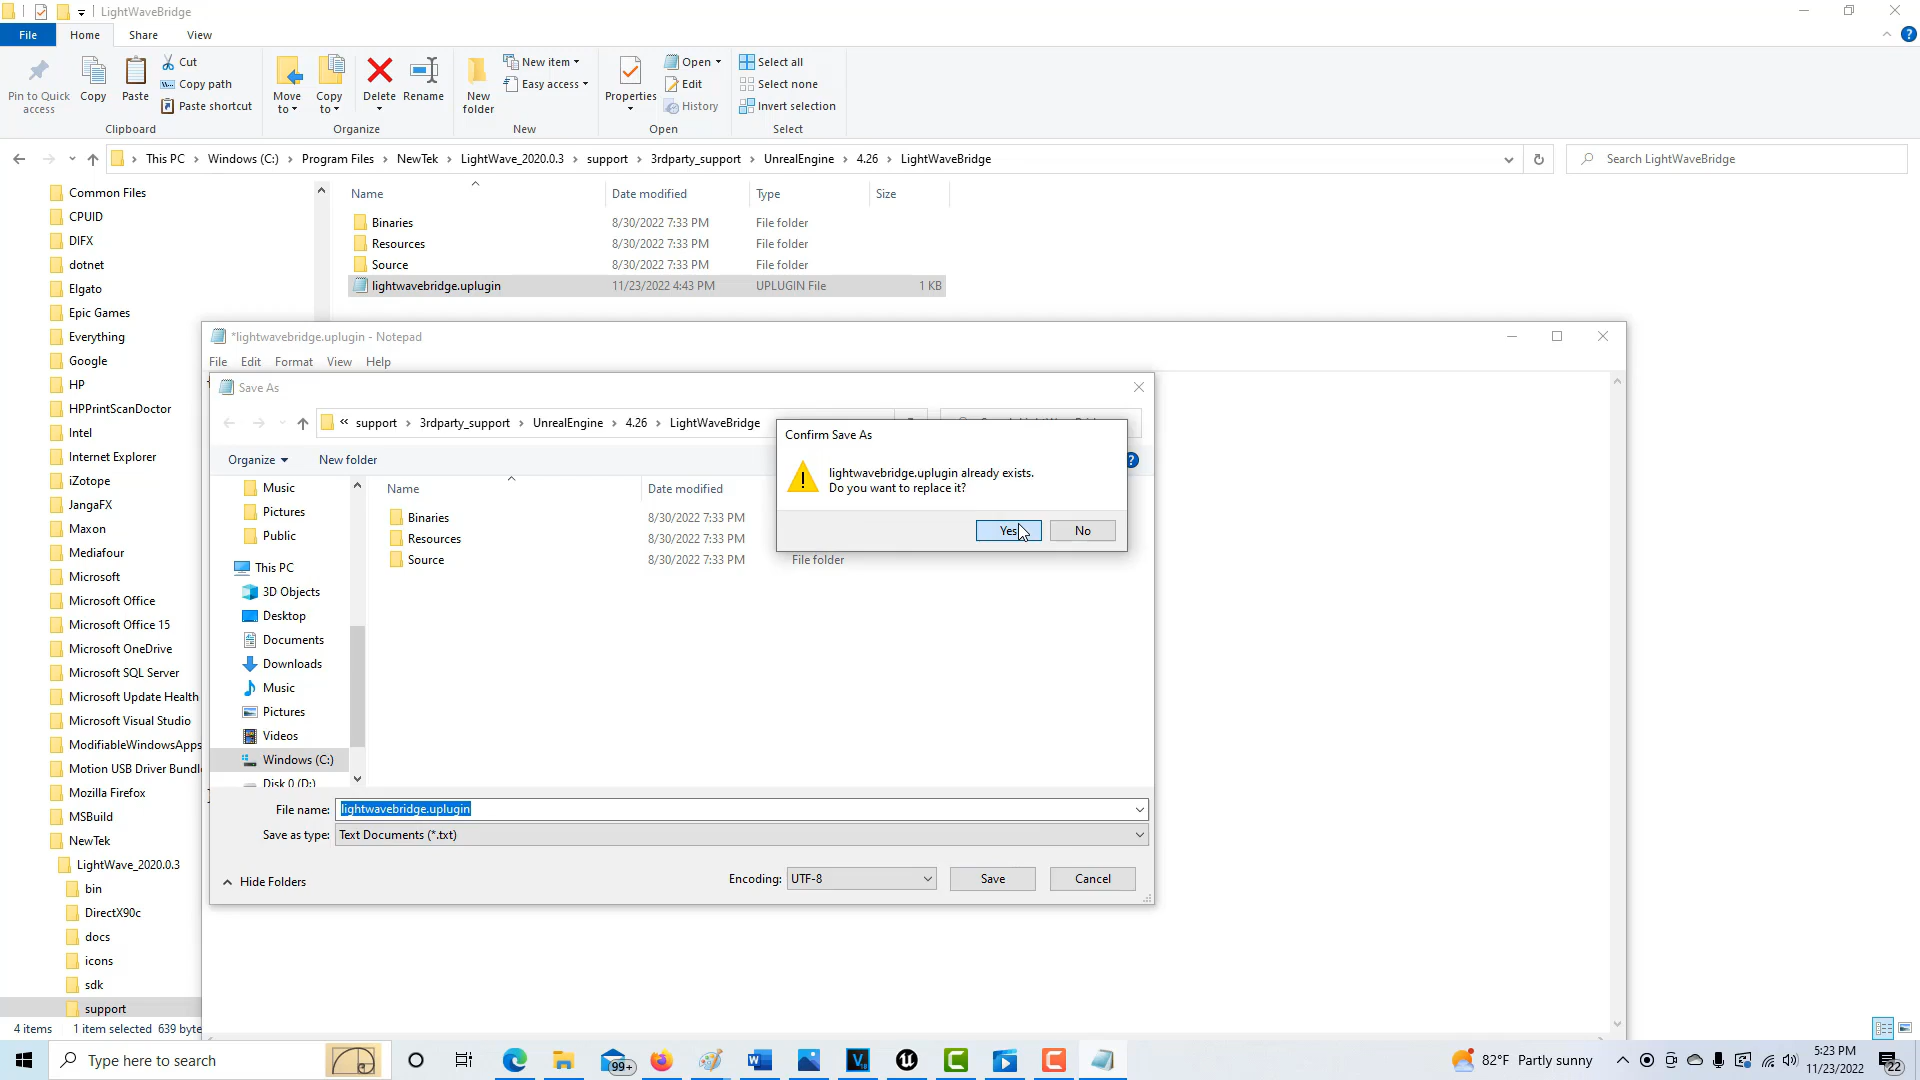 LightWaveBridge
File Home Share View
Pin to Quick access
Copy
Paste
Cut
Copy path
Paste shortcut
Clipboard
Move to
Copy to
Delete
Rename
Organize
New folder
New item
Easy access
New
Properties
Open
Edit
History
Open
Select all
Select none
Invert selection
Select
This PC > Windows (C:) > Program Files > NewTek > LightWave_2020.0.3 > support > 3rdparty_support > UnrealEngine > 4.26 > LightWaveBridge
Search LightWaveBridge
Name Date modified Type Size
Binaries 8/30/2022 7:33 PM File folder
Resources 8/30/2022 7:33 PM File folder
Source 8/30/2022 7:33 PM File folder
lightwavebridge.uplugin 11/23/2022 4:43 PM UPLUGIN File 1 KB
Common Files
CPUID
DIFX
dotnet
Elgato
Epic Games
Everything
Google
HP
HPPrintScanDoctor
Intel
Internet Explorer
iZotope
JangaFX
Maxon
Mediafour
Microsoft
Microsoft Office
Microsoft Office 15
Microsoft OneDrive
Microsoft SQL Server
Microsoft Update Health
Microsoft Visual Studio
ModifiableWindowsApps
Motion USB Driver Bundle
Mozilla Firefox
MSBuild
NewTek
LightWave_2020.0.3
bin
DirectX90c
docs
icons
sdk
support
4 items 1 item selected 639 byte
*lightwavebridge.uplugin - Notepad
File Edit Format View Help
Save As
« support > 3rdparty_support > UnrealEngine > 4.26 > LightWaveBridge
Organize New folder
Music
Pictures
Public
This PC
3D Objects
Desktop
Documents
Downloads
Music
Pictures
Videos
Windows (C:)
Disk 0 (D:)
Name Date modified
Binaries 8/30/2022 7:33 PM
Resources 8/30/2022 7:33 PM
Source 8/30/2022 7:33 PM File folder
Confirm Save As
lightwavebridge.uplugin already exists.
Do you want to replace it?
Yes No
File name: lightwavebridge.uplugin
Save as type: Text Documents (*.txt)
Hide Folders
Encoding: UTF-8
Save Cancel
Type here to search
99+
82°F Partly sunny
5:23 PM
11/23/2022
22